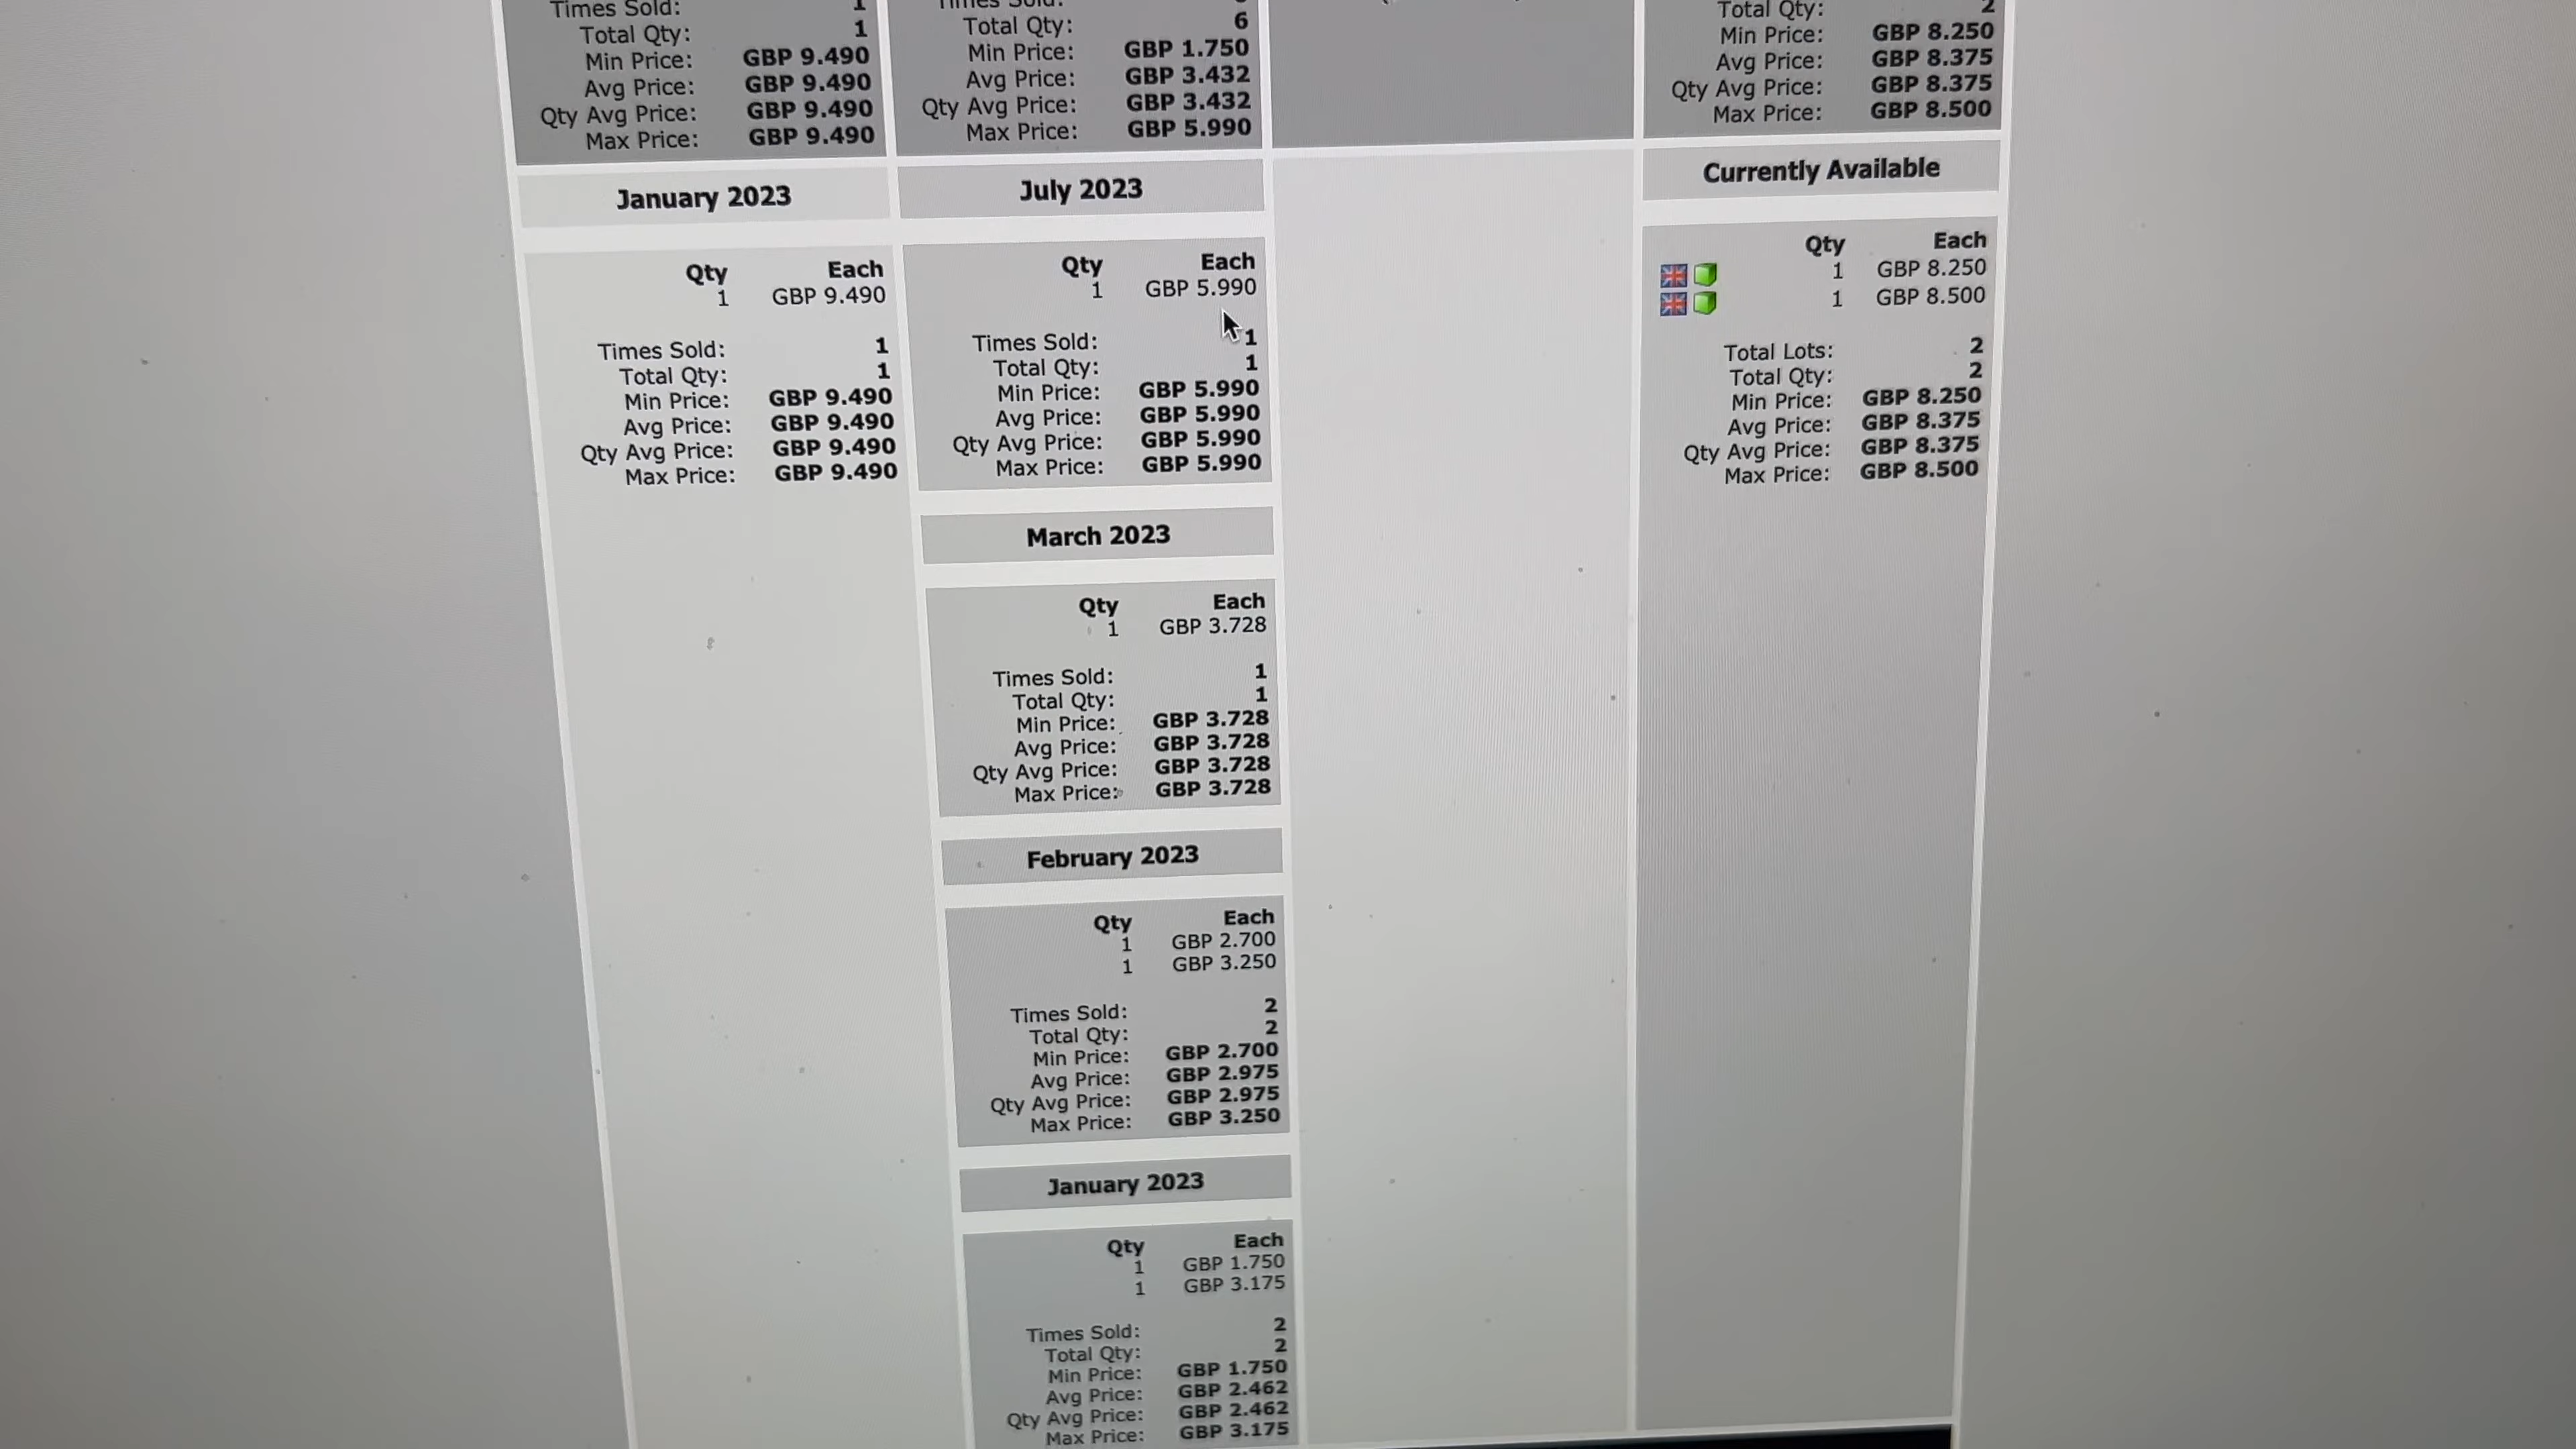 Times Sold: 1
Total Qty: 1
Min Price: GBP 9.490
Avg Price: GBP 9.490
Qty Avg Price: GBP 9.490
Max Price: GBP 9.490
January 2023
Qty Each
1 GBP 9.490
Times Sold: 1
Total Qty: 1
Min Price: GBP 9.490
Avg Price: GBP 9.490
Qty Avg Price: GBP 9.490
Max Price: GBP 9.490
Times Sold:
Total Qty: 6
Min Price: GBP 1.750
Avg Price: GBP 3.432
Qty Avg Price: GBP 3.432
Max Price: GBP 5.990
July 2023
Qty Each
1 GBP 5.990
Times Sold: 1
Total Qty: 1
Min Price: GBP 5.990
Avg Price: GBP 5.990
Qty Avg Price: GBP 5.990
Max Price: GBP 5.990
March 2023
Qty Each
1 GBP 3.728
Times Sold: 1
Total Qty: 1
Min Price: GBP 3.728
Avg Price: GBP 3.728
Qty Avg Price: GBP 3.728
Max Price: GBP 3.728
February 2023
Qty Each
1 GBP 2.700
1 GBP 3.250
Times Sold: 2
Total Qty: 2
Min Price: GBP 2.700
Avg Price: GBP 2.975
Qty Avg Price: GBP 2.975
Max Price: GBP 3.250
January 2023
Qty Each
1 GBP 1.750
1 GBP 3.175
Times Sold: 2
Total Qty: 2
Min Price: GBP 1.750
Avg Price: GBP 2.462
Qty Avg Price: GBP 2.462
Max Price: GBP 3.175
Total Qty: 2
Min Price: GBP 8.250
Avg Price: GBP 8.375
Qty Avg Price: GBP 8.375
Max Price: GBP 8.500
Currently Available
Qty Each
1 GBP 8.250
1 GBP 8.500
Total Lots: 2
Total Qty: 2
Min Price: GBP 8.250
Avg Price: GBP 8.375
Qty Avg Price: GBP 8.375
Max Price: GBP 8.500